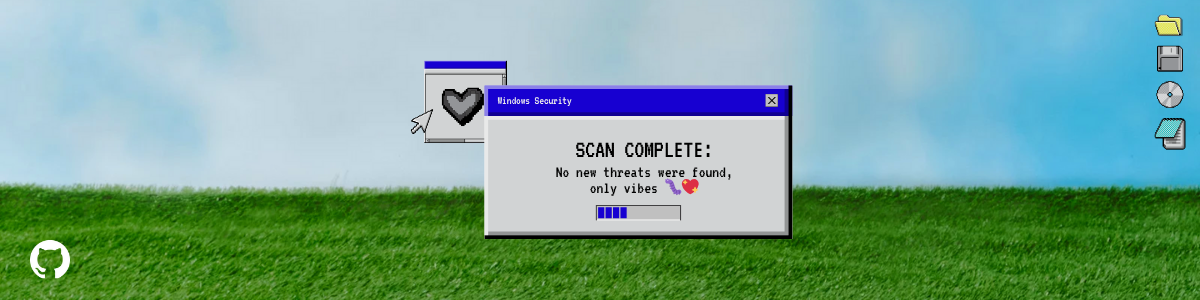 Windows Security
SCAN COMPLETE:
No new threats were found,
only vibes